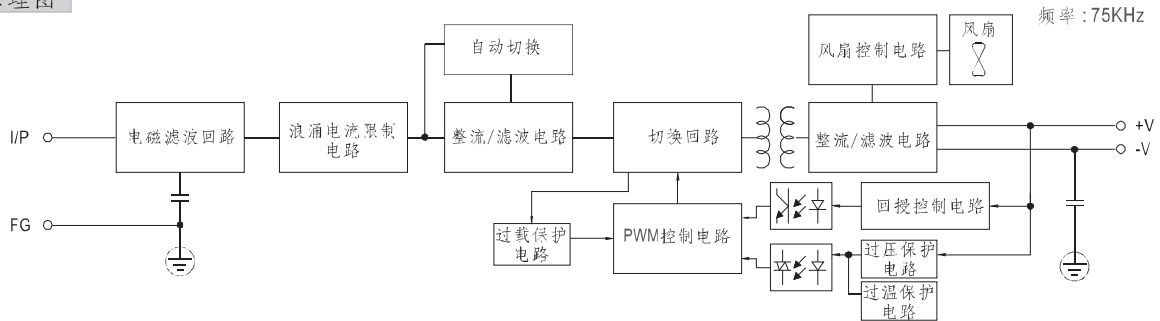 理图
频率 : 75KHz
自动切换
风扇控制电路
风扇
I/P
电磁滤波回路
浪涌电流限制
电路
整流/滤波电路
切换回路
整流/滤波电路
+V
-V
FG
过载保护
电路
PWM控制电路
回授控制电路
过压保护
电路
过温保护
电路